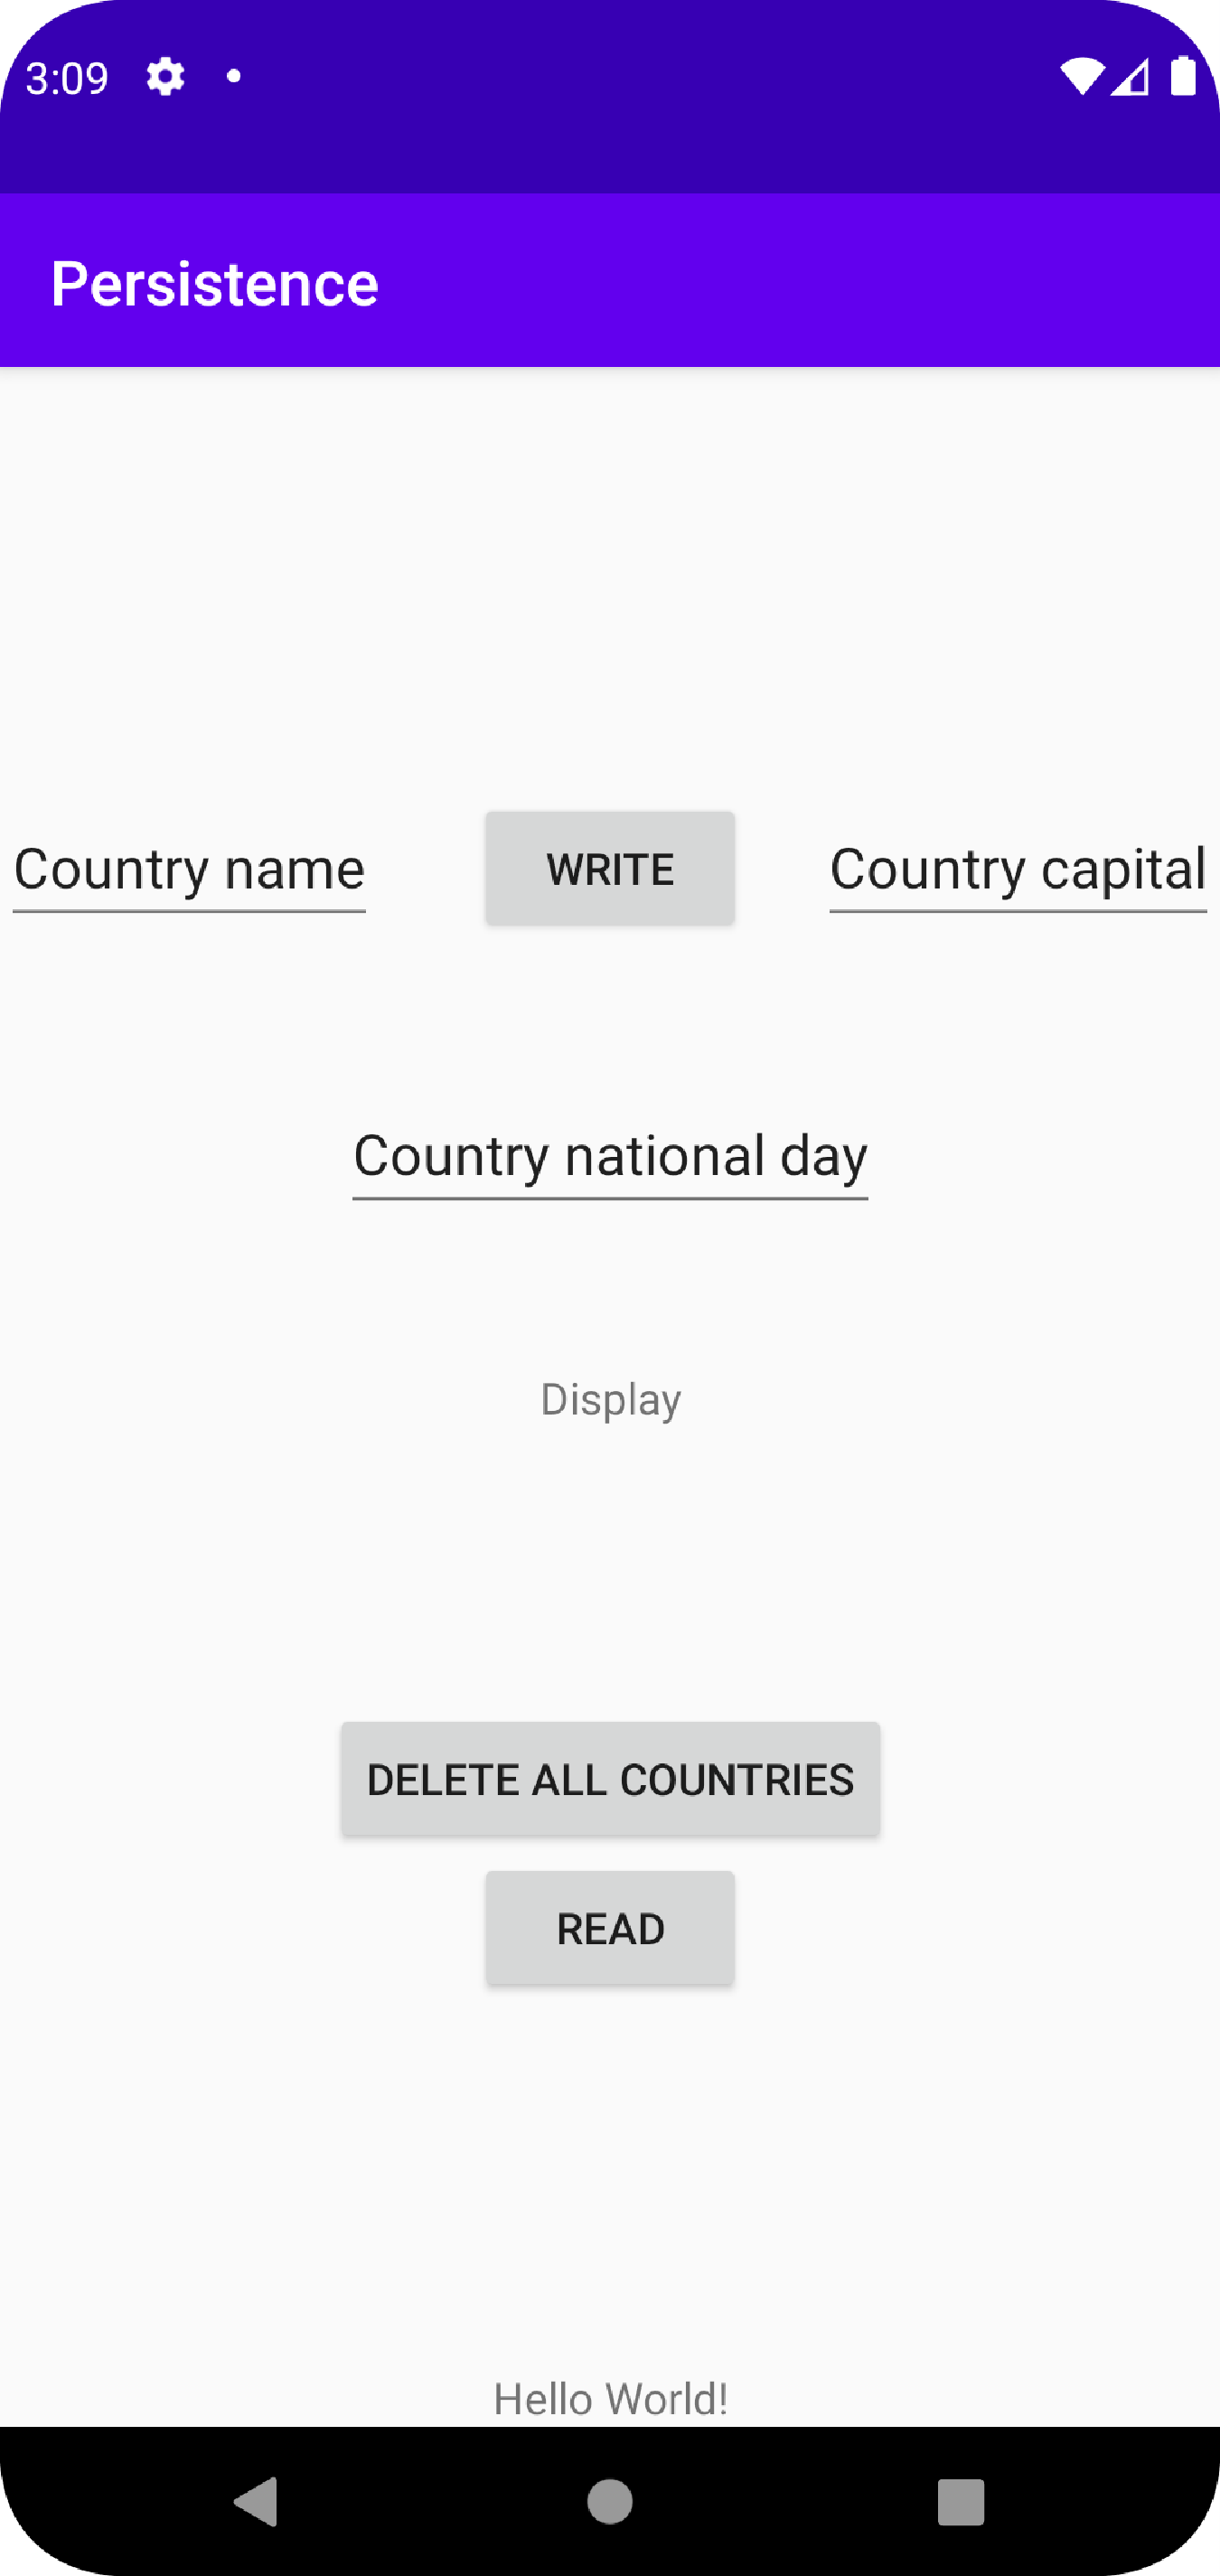 3:09
Persistence
Country name WRITE Country capital
Country national day
Display
DELETE ALL COUNTRIES
READ
Hello World!